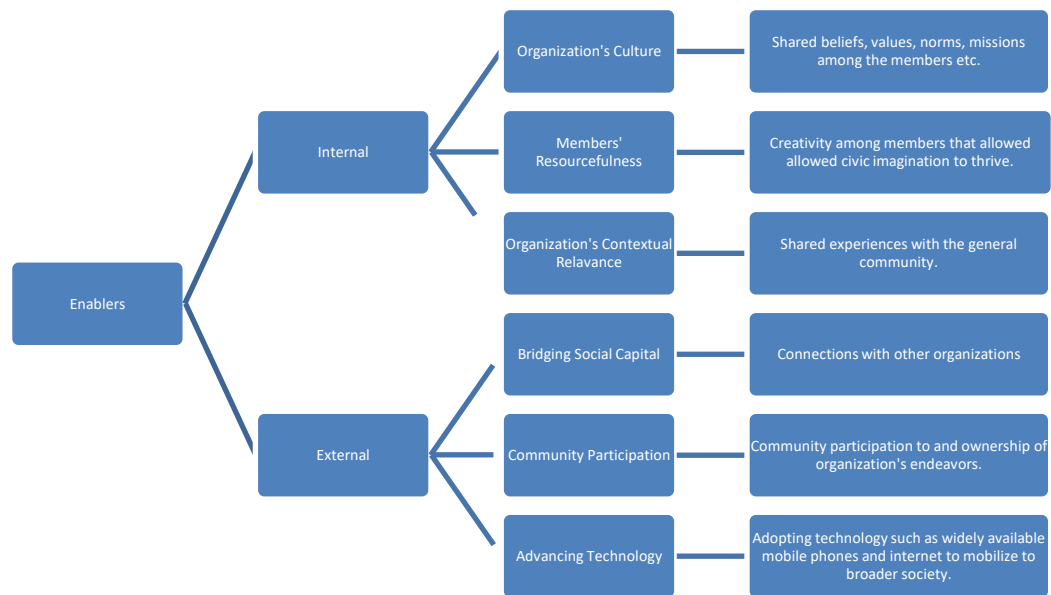 Enablers
Internal
Organization's Culture
Shared beliefs, values, norms, missions
among the members etc.
Members'
Resourcefulness
Creativity among members that allowed
allowed civic imagination to thrive.
Organization's Contextual
Relavance
Shared experiences with the general
community.
External
Bridging Social Capital
Connections with other organizations
Community Participation
Community participation to and ownership of
organization's endeavors.
Advancing Technology
Adopting technology such as widely available
mobile phones and internet to mobilize to
broader society.